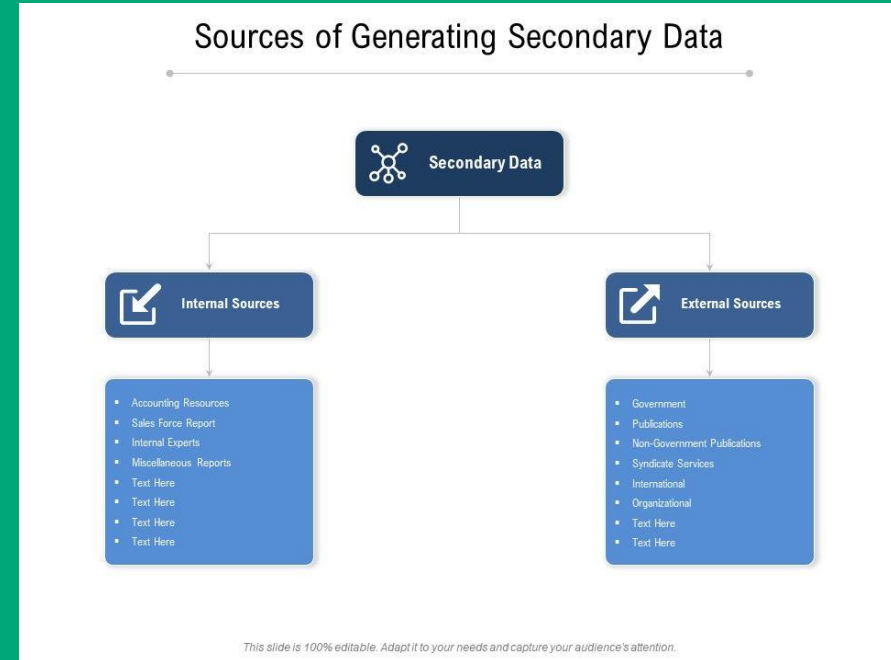 Sources of Generating Secondary Data
Secondary Data
Internal Sources
External Sources
▪ Accounting Resources
▪ Sales Force Report
▪ Internal Experts
▪ Miscellaneous Reports
▪ Text Here
▪ Text Here
▪ Text Here
▪ Text Here
▪ Government
▪ Publications
▪ Non-Government Publications
▪ Syndicate Services
▪ International
▪ Organizational
▪ Text Here
▪ Text Here
This slide is 100% editable. Adapt it to your needs and capture your audience's attention.